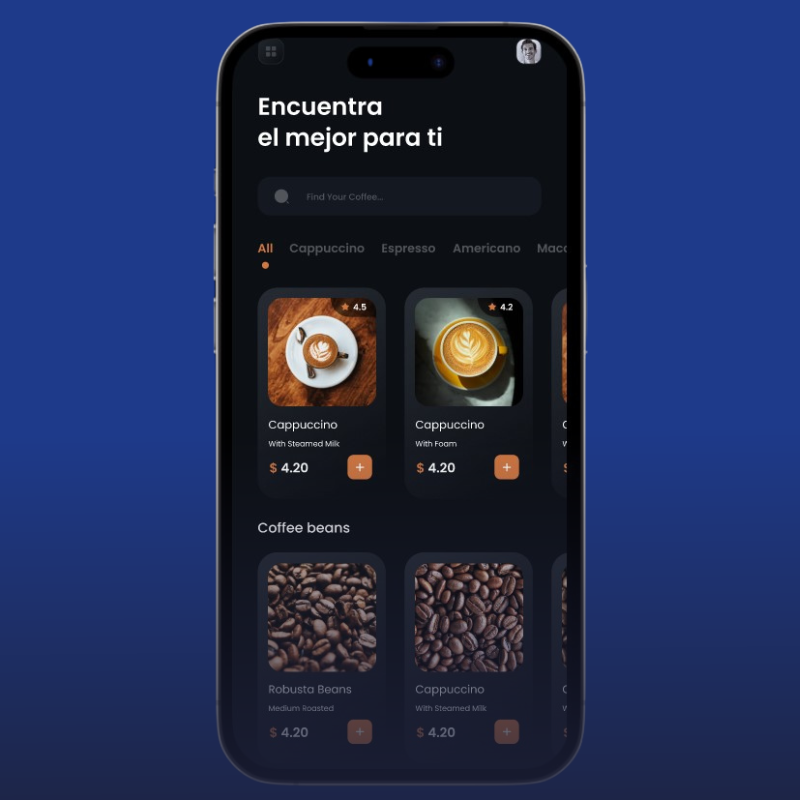 Encuentra
el mejor para ti
Find Your Coffee...
All Cappuccino Espresso Americano
4.5
4.2
Cappuccino
With Steamed Milk
$ 4.20
+
Cappuccino
With Foam
$ 4.20
+
$
Coffee beans
Robusta Beans
Medium Roasted
$ 4.20
+
Cappuccino
With Steamed Milk
$ 4.20
+
$